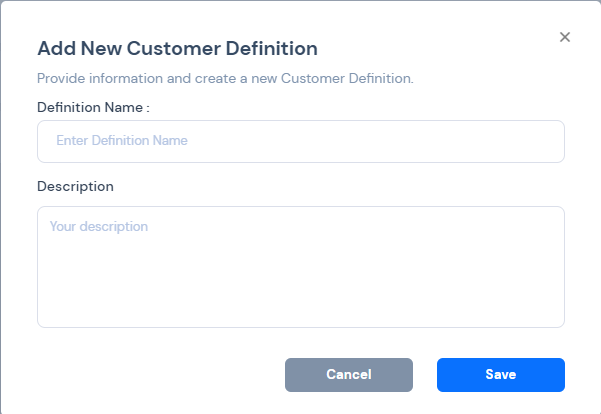 Add New Customer Definition
Provide information and create a new Customer Definition.
Definition Name :
Enter Definition Name
Description
Your description
Cancel
Save